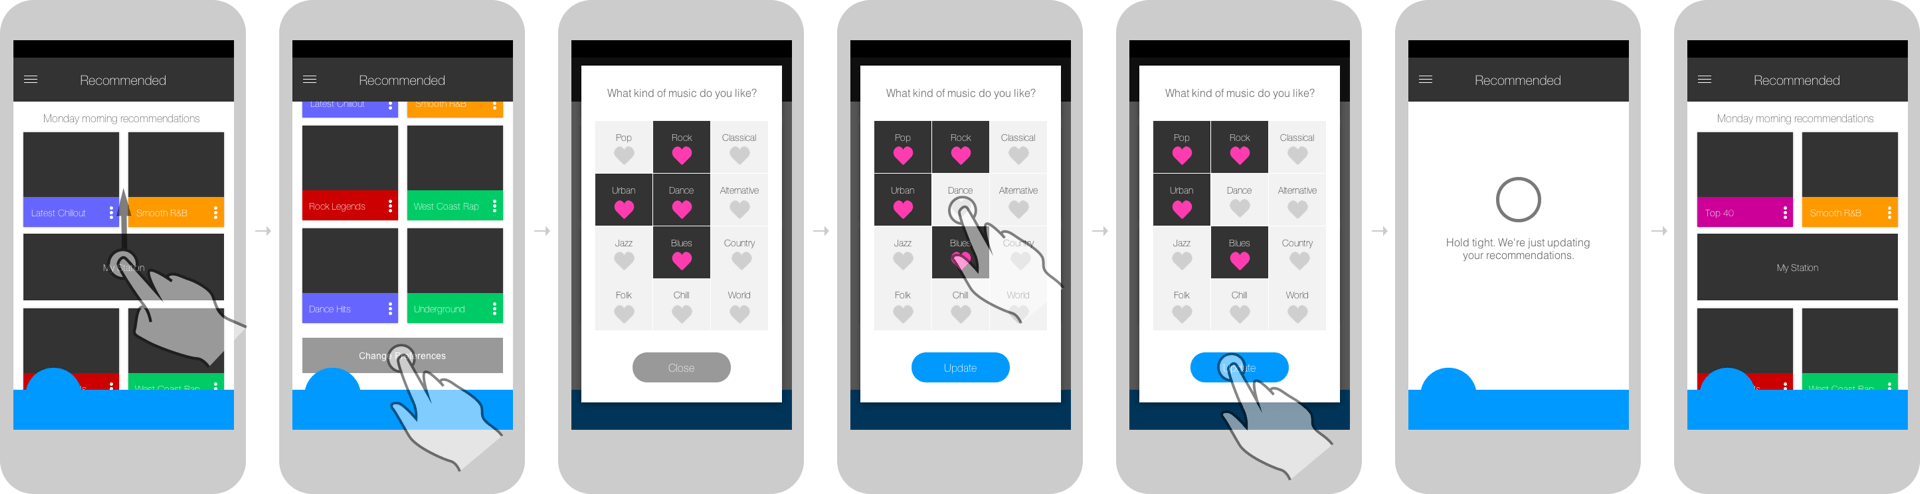 Recommended
Monday morning recommendations
Latest Chillout
Smooth R&B
My Station
West Coast Rap
Recommended
Latest Chillout
Smooth R&B
Rock Legends
West Coast Rap
Dance Hits
Underground
Change Preferences
What kind of music do you like?
Pop
Rock
Classical
Urban
Dance
Alternative
Jazz
Blues
Country
Folk
Chill
World
Close
What kind of music do you like?
Pop
Rock
Classical
Urban
Dance
Alternative
Jazz
Blues
Country
Folk
Chill
World
Update
What kind of music do you like?
Pop
Rock
Classical
Urban
Dance
Alternative
Jazz
Blues
Country
Folk
Chill
World
Update
Recommended
Hold tight. We're just updating
your recommendations.
Recommended
Monday morning recommendations
Top 40
Smooth R&B
My Station
West Coast Rap